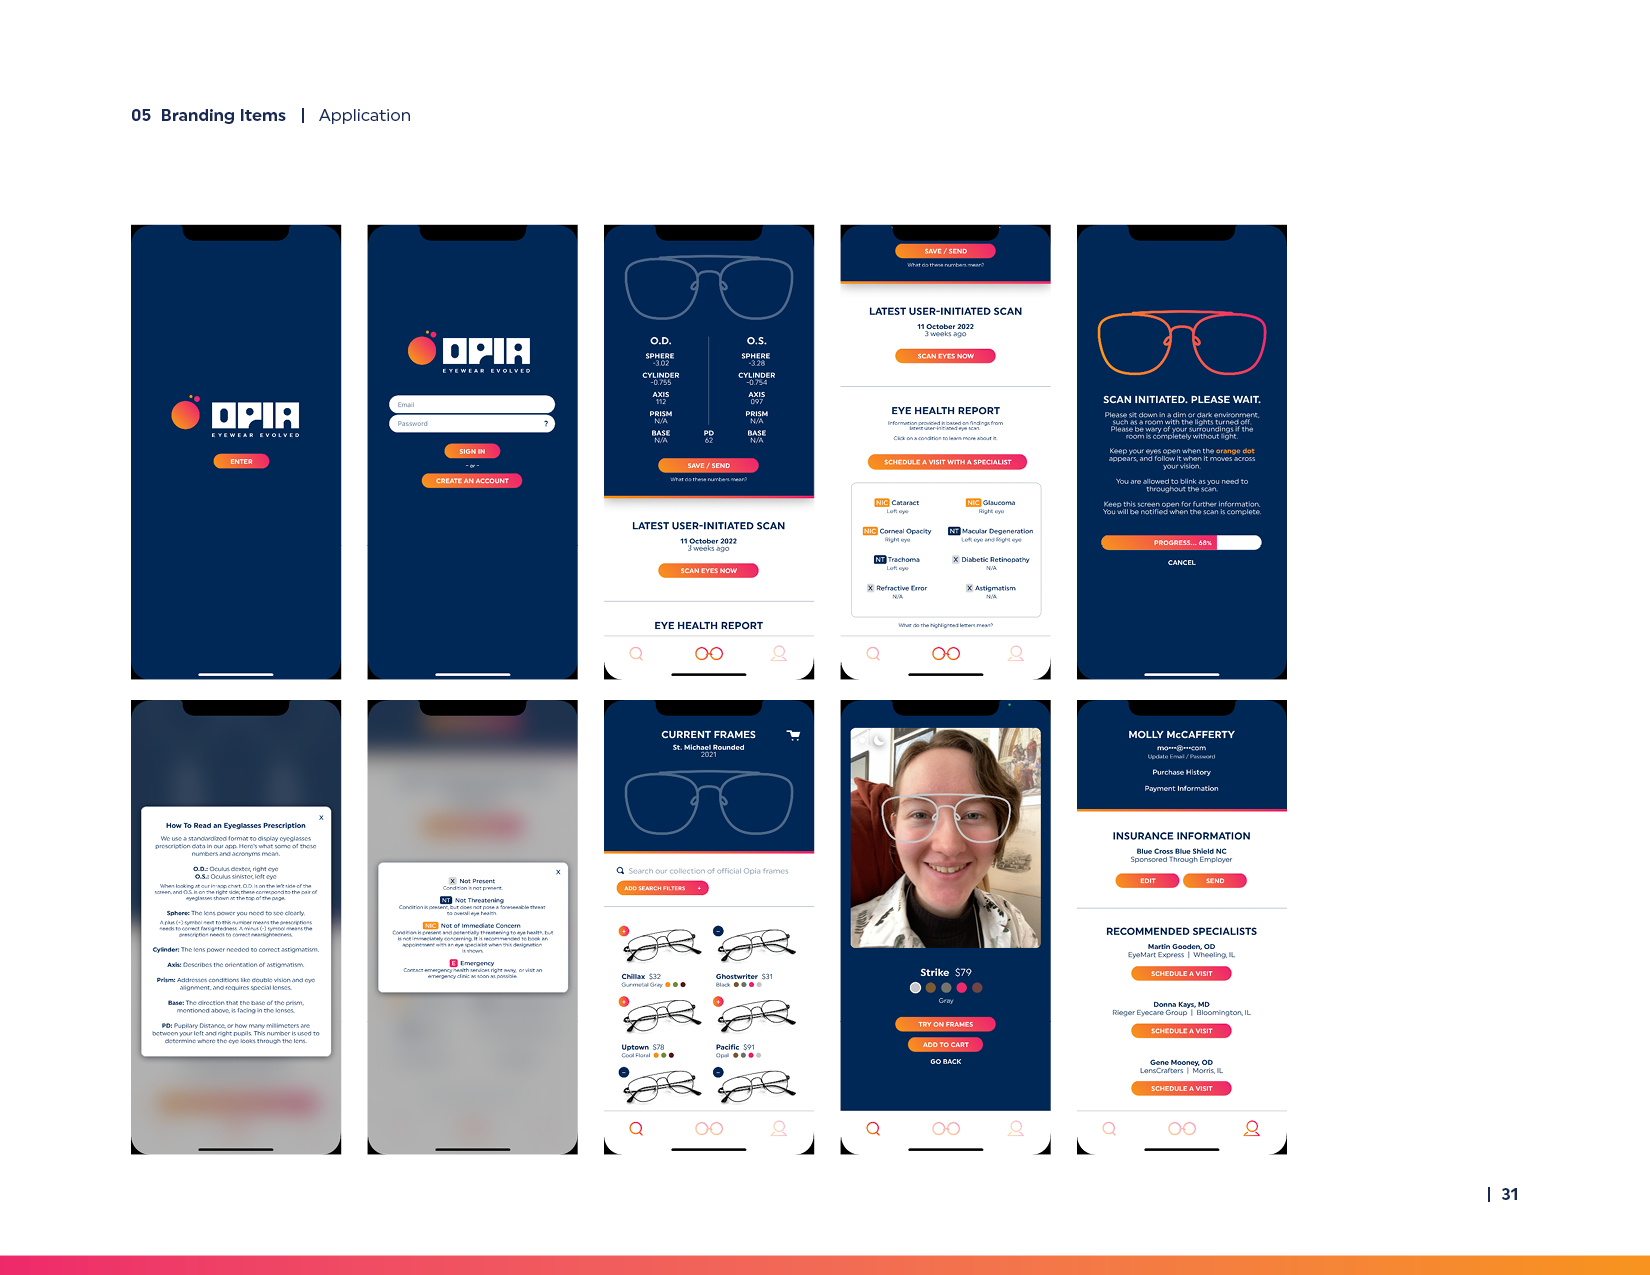 05 Branding Items | Application
OPIA
EYEWEAR EVOLVED
ENTER
OPIA
EYEWEAR EVOLVED
Email
Password ?
SIGN IN
- or -
CREATE AN ACCOUNT
O.D.
SPHERE
-3.02
CYLINDER
-0.755
AXIS
112
PRISM
N/A
BASE
N/A
PD
62
O.S.
SPHERE
-3.28
CYLINDER
-0.754
AXIS
097
PRISM
N/A
BASE
N/A
SAVE / SEND
What do these numbers mean?
LATEST USER-INITIATED SCAN
11 October 2022
3 weeks ago
SCAN EYES NOW
EYE HEALTH REPORT
SAVE / SEND
What do these numbers mean?
LATEST USER-INITIATED SCAN
11 October 2022
3 weeks ago
SCAN EYES NOW
EYE HEALTH REPORT
Information provided is based on findings from
latest user-initiated eye scan.
Click on a condition to learn more about it.
SCHEDULE A VISIT WITH A SPECIALIST
NIC Cataract
Left eye
NIC Glaucoma
Right eye
NIC Corneal Opacity
Right eye
NT Macular Degeneration
Left eye and Right eye
NT Trachoma
Left eye
X Diabetic Retinopathy
N/A
X Refractive Error
N/A
X Astigmatism
N/A
What do the highlighted letters mean?
SCAN INITIATED. PLEASE WAIT.
Please sit down in a dim or dark environment,
such as a room with the lights turned off.
Please be wary of your surroundings if the
room is completely without light.
Keep your eyes open when the orange dot
appears, and follow it when it moves across
your vision.
You are allowed to blink as you need to
throughout the scan.
Keep this screen open for further information.
You will be notified when the scan is complete.
PROGRESS... 68%
CANCEL
X
How To Read an Eyeglasses Prescription
We use a standardized format to display eyeglasses
prescription data in our app. Here's what some of these
numbers and acronyms mean.
O.D.: Oculus dexter, right eye
O.S.: Oculus sinister, left eye
When looking at our in-app chart, O.D. is on the left side of the
screen, and O.S. is on the right side; these correspond to the pair of
eyeglasses shown at the top of the page.
Sphere: The lens power you need to see clearly.
A plus (+) symbol next to this number means the prescriptions
needs to correct farsightedness. A minus (-) symbol means the
prescription needs to correct nearsightedness.
Cylinder: The lens power needed to correct astigmatism.
Axis: Describes the orientation of astigmatism.
Prism: Addresses conditions like double vision and eye
alignment, and requires special lenses.
Base: The direction that the base of the prism,
mentioned above, is facing in the lenses.
PD: Pupilary Distance, or how many millimeters are
between your left and right pupils. This number is used to
determine where the eye looks through the lens.
X
X Not Present
Condition is not present.
NT Not Threatening
Condition is present, but does not pose a foreseeable threat
to overall eye health.
NIC Not of Immediate Concern
Condition is present and potentially threatening to eye health, but
is not immediately concerning. It is recommended to book an
appointment with an eye specialist when this designation
is shown.
E Emergency
Contact emergency health services right away, or visit an
emergency clinic as soon as possible.
CURRENT FRAMES
St. Michael Rounded
2021
Search our collection of official Opia frames
ADD SEARCH FILTERS +
Chillax $32
Gunmetal Gray
Ghostwriter $31
Black
Uptown $78
Cool Floral
Pacific $91
Opal
Strike $79
Gray
TRY ON FRAMES
ADD TO CART
GO BACK
MOLLY McCAFFERTY
mo•••@•••com
Update Email / Password
Purchase History
Payment Information
INSURANCE INFORMATION
Blue Cross Blue Shield NC
Sponsored Through Employer
EDIT
SEND
RECOMMENDED SPECIALISTS
Martin Gooden, OD
EyeMart Express | Wheeling, IL
SCHEDULE A VISIT
Donna Kays, MD
Rieger Eyecare Group | Bloomington, IL
SCHEDULE A VISIT
Gene Mooney, OD
LensCrafters | Morris, IL
SCHEDULE A VISIT
| 31